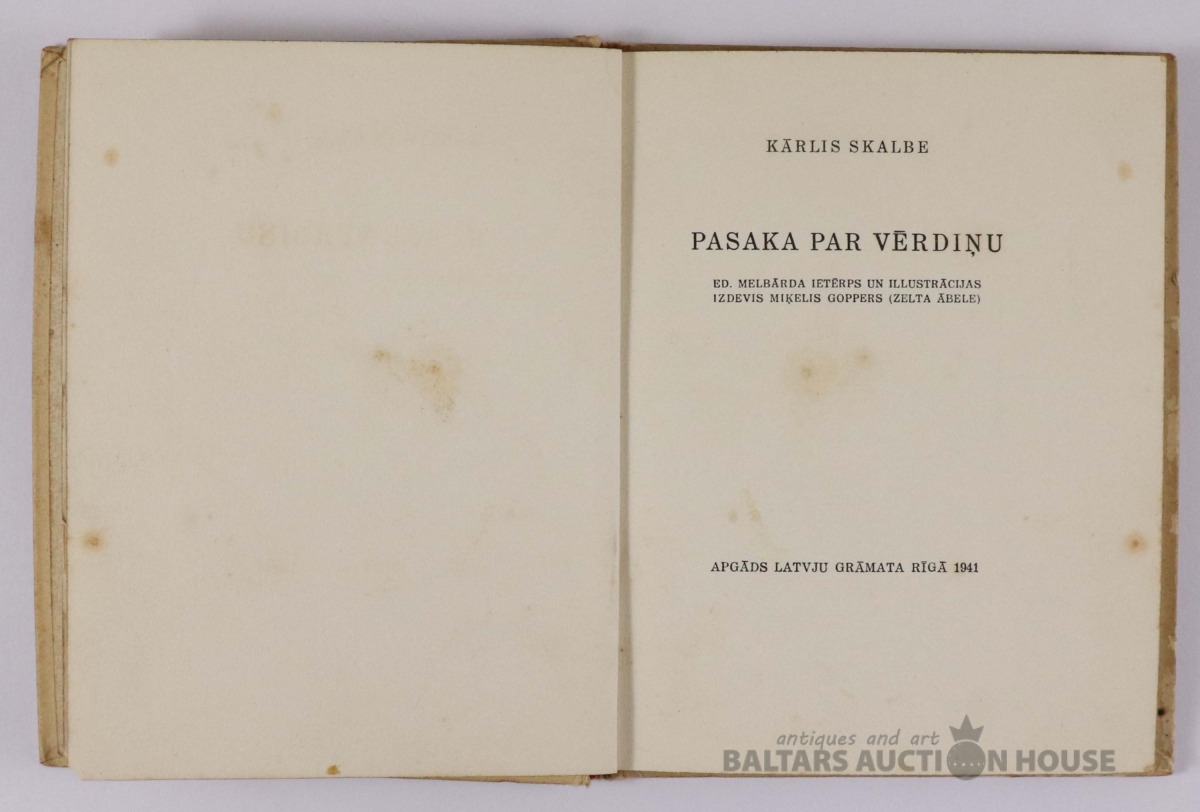 KĀRLIS SKALBE
PASAKA PAR VĒRDIŅU
ED. MELBĀRDA IETĒRPS UN ILLUSTRĀCIJAS
IZDEVIS MIĶELIS GOPPERS (ZELTA ĀBELE)
APGĀDS LATVJU GRĀMATA RĪGĀ 1941
antiques and art
BALTARS AUCTION HOUSE